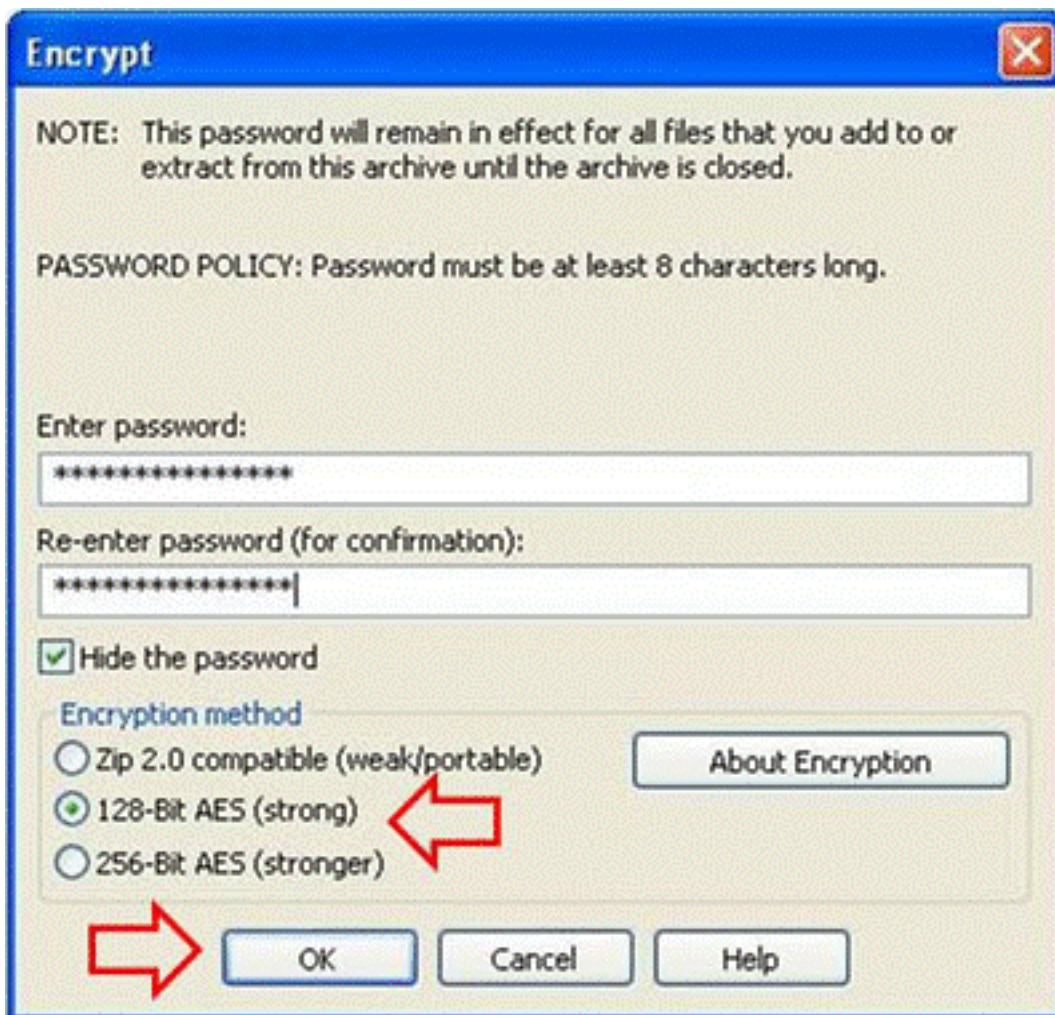 Encrypt
NOTE: This password will remain in effect for all files that you add to or
extract from this archive until the archive is closed.
PASSWORD POLICY: Password must be at least 8 characters long.
Enter password:
***************
Re-enter password (for confirmation):
***************
Hide the password
Encryption method
Zip 2.0 compatible (weak/portable)
About Encryption
128-Bit AES (strong)
256-Bit AES (stronger)
OK Cancel Help